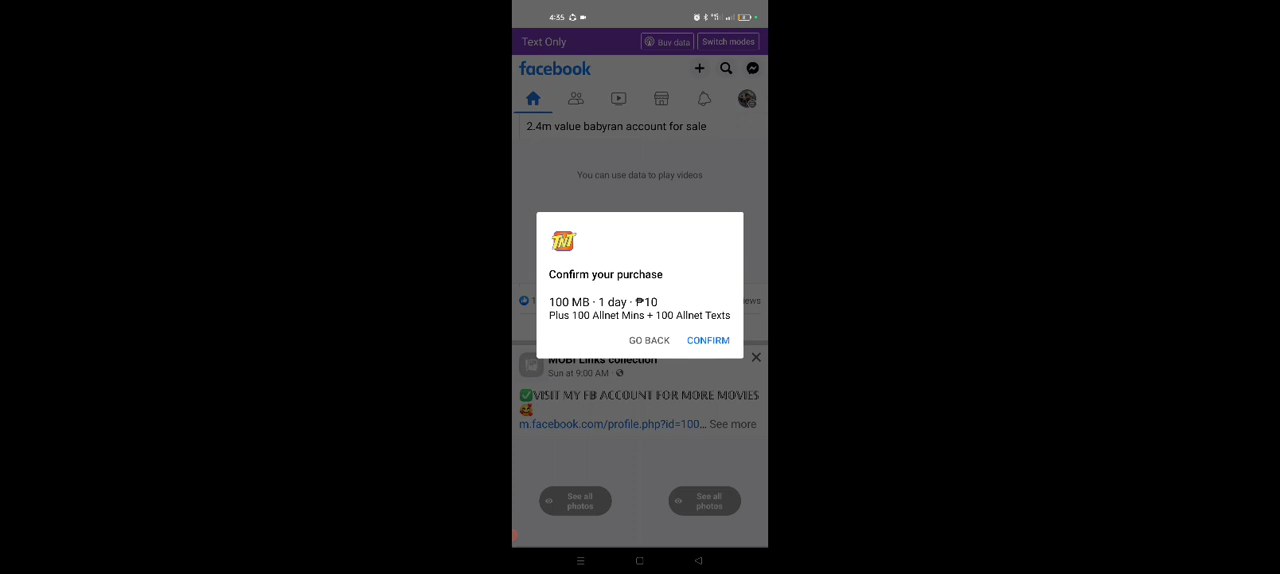 4:35
Text Only
Buy data
Switch modes
facebook
2.4m value babyran account for sale
You can use data to play videos
TNT
Confirm your purchase
100 MB · 1 day · ₱10
Plus 100 Allnet Mins + 100 Allnet Texts
GO BACK
CONFIRM
MOBI Links collection
Sun at 9:00 AM ·
✅VISIT MY FB ACCOUNT FOR MORE MOVIES
🥰
m.facebook.com/profile.php?id=100... See more
See all
photos
See all
photos